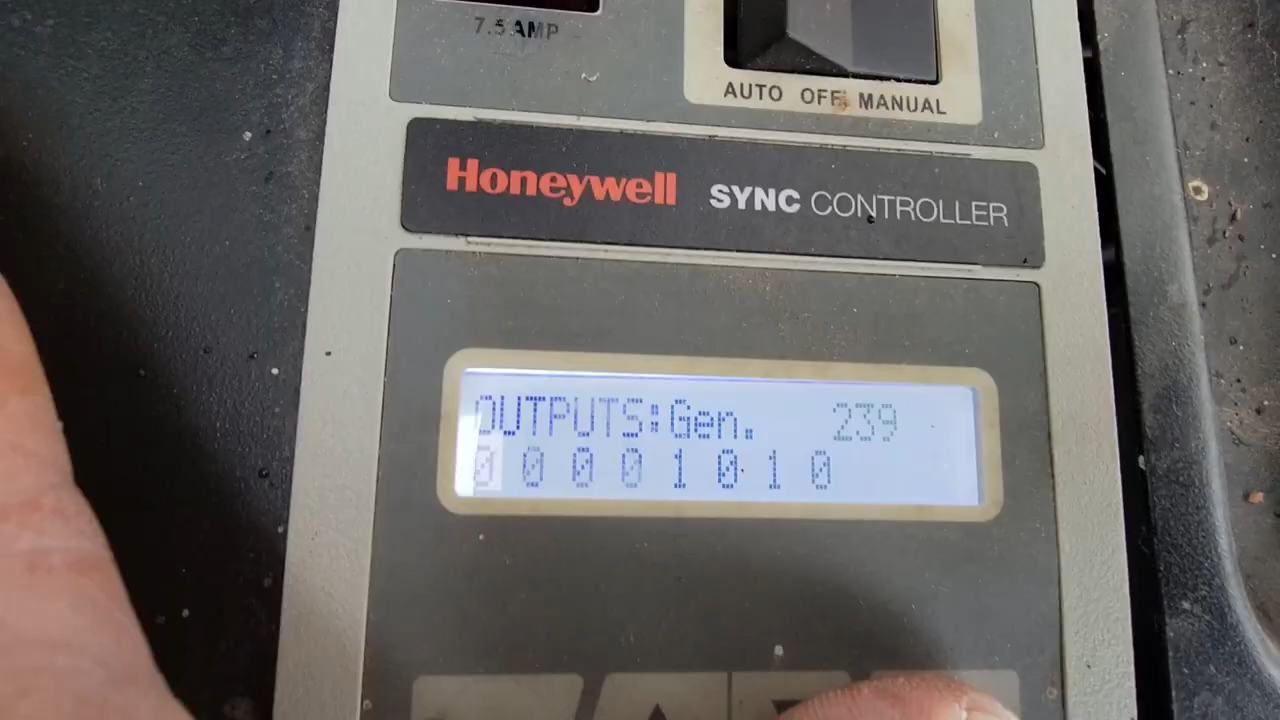 7.5 AMP
AUTO OFF MANUAL
Honeywell SYNC CONTROLLER
OUTPUTS:Gen. 239
0 0 0 0 1 0 1 0